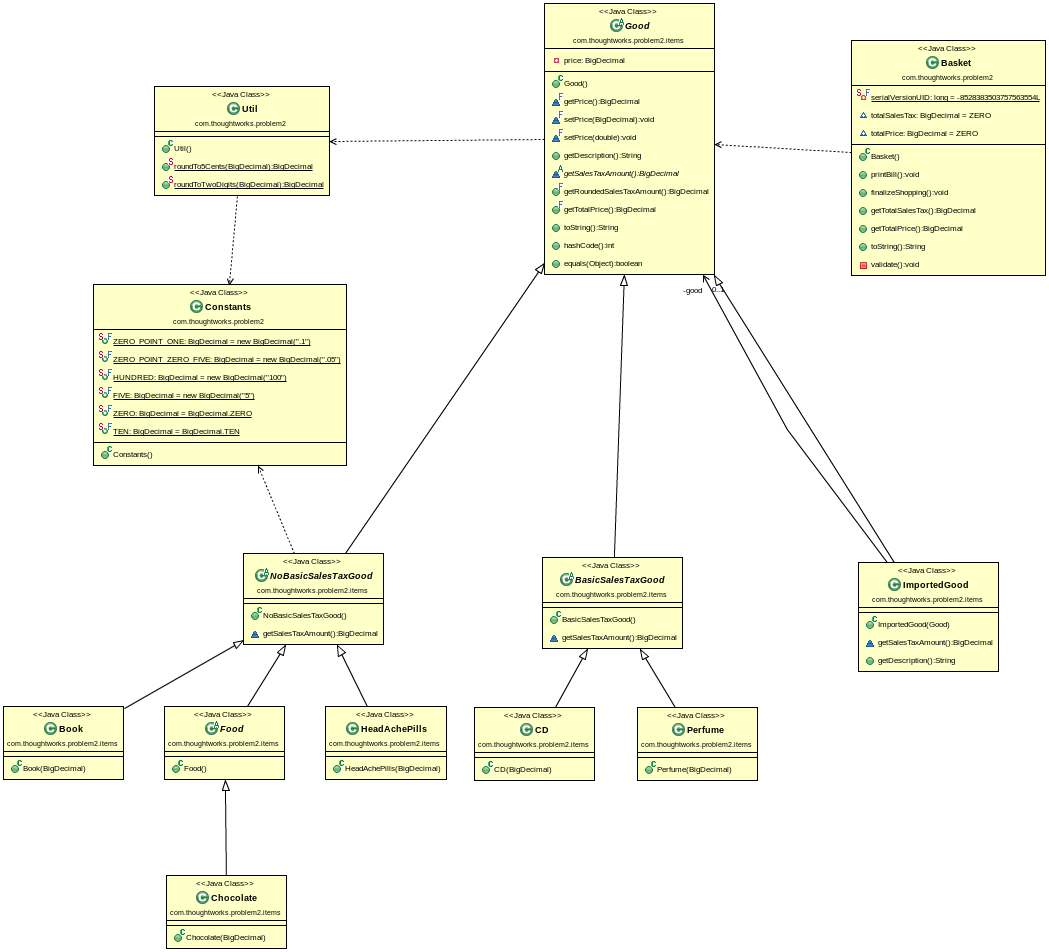 <<Java Class>>
Good
com.thoughtworks.problem2.items
price: BigDecimal
Good()
getPrice():BigDecimal
setPrice(BigDecimal):void
setPrice(double):void
getDescription():String
getSalesTaxAmount():BigDecimal
getRoundedSalesTaxAmount():BigDecimal
getTotalPrice():BigDecimal
toString():String
hashCode():int
equals(Object):boolean
<<Java Class>>
Basket
com.thoughtworks.problem2
serialVersionUID: long = -8528383503757563554L
totalSalesTax: BigDecimal = ZERO
totalPrice: BigDecimal = ZERO
Basket()
printBill():void
finalizeShopping():void
getTotalSalesTax():BigDecimal
getTotalPrice():BigDecimal
toString():String
validate():void
<<Java Class>>
Util
com.thoughtworks.problem2
Util()
roundTo5Cents(BigDecimal):BigDecimal
roundToTwoDigits(BigDecimal):BigDecimal
<<Java Class>>
Constants
com.thoughtworks.problem2
ZERO_POINT_ONE: BigDecimal = new BigDecimal(".1")
ZERO_POINT_ZERO_FIVE: BigDecimal = new BigDecimal(".05")
HUNDRED: BigDecimal = new BigDecimal("100")
FIVE: BigDecimal = new BigDecimal("5")
ZERO: BigDecimal = BigDecimal.ZERO
TEN: BigDecimal = BigDecimal.TEN
Constants()
-good 0..1
<<Java Class>>
NoBasicSalesTaxGood
com.thoughtworks.problem2.items
NoBasicSalesTaxGood()
getSalesTaxAmount():BigDecimal
<<Java Class>>
BasicSalesTaxGood
com.thoughtworks.problem2.items
BasicSalesTaxGood()
getSalesTaxAmount():BigDecimal
<<Java Class>>
ImportedGood
com.thoughtworks.problem2.items
ImportedGood(Good)
getSalesTaxAmount():BigDecimal
getDescription():String
<<Java Class>>
Book
com.thoughtworks.problem2.items
Book(BigDecimal)
<<Java Class>>
Food
com.thoughtworks.problem2.items
Food()
<<Java Class>>
HeadAchePills
com.thoughtworks.problem2.items
HeadAchePills(BigDecimal)
<<Java Class>>
CD
com.thoughtworks.problem2.items
CD(BigDecimal)
<<Java Class>>
Perfume
com.thoughtworks.problem2.items
Perfume(BigDecimal)
<<Java Class>>
Chocolate
com.thoughtworks.problem2.items
Chocolate(BigDecimal)